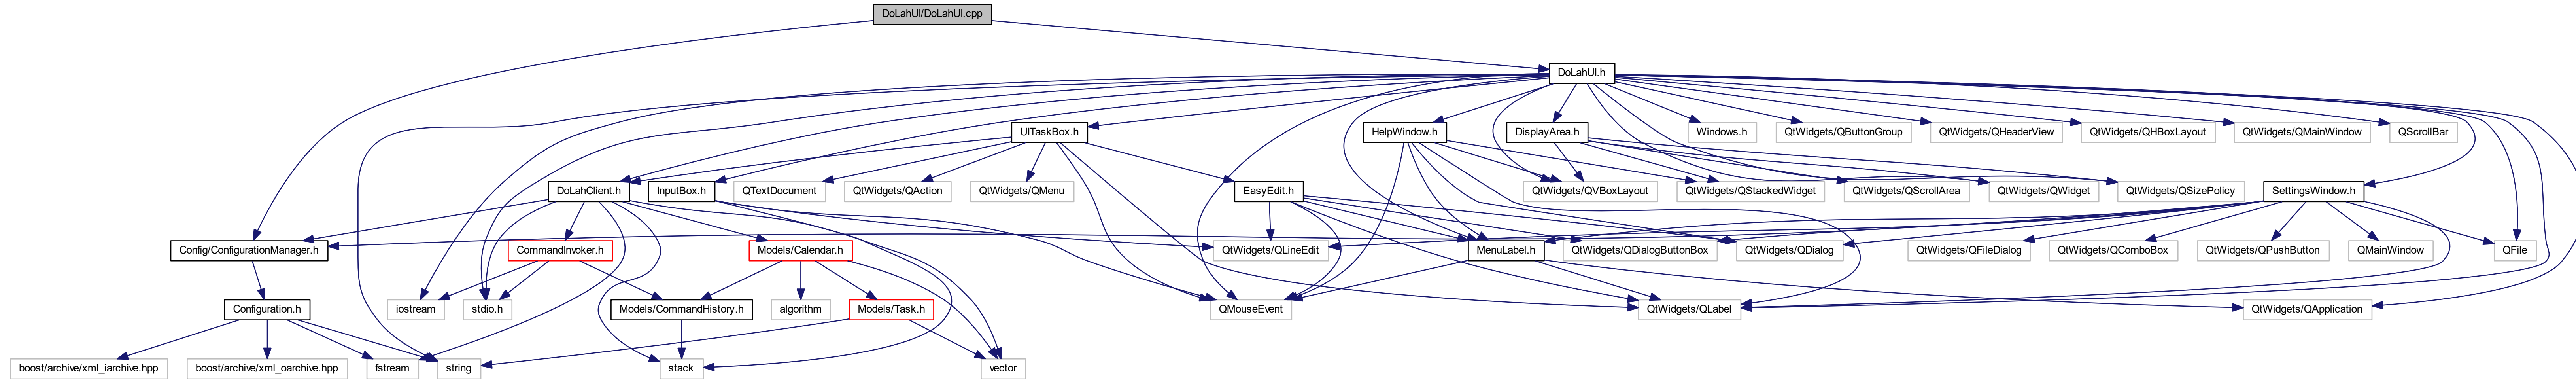 DoLahUI/DoLahUI.cpp
DoLahUI.h
UITaskBox.h
HelpWindow.h
DisplayArea.h
Windows.h
QtWidgets/QButtonGroup
QtWidgets/QHeaderView
QtWidgets/QHBoxLayout
QtWidgets/QMainWindow
QScrollBar
DoLahClient.h
InputBox.h
QTextDocument
QtWidgets/QAction
QtWidgets/QMenu
EasyEdit.h
QtWidgets/QVBoxLayout
QtWidgets/QStackedWidget
QtWidgets/QScrollArea
QtWidgets/QWidget
QtWidgets/QSizePolicy
SettingsWindow.h
Config/ConfigurationManager.h
CommandInvoker.h
Models/Calendar.h
QtWidgets/QLineEdit
MenuLabel.h
QtWidgets/QDialogButtonBox
QtWidgets/QDialog
QtWidgets/QFileDialog
QtWidgets/QComboBox
QtWidgets/QPushButton
QMainWindow
QFile
Configuration.h
iostream
stdio.h
Models/CommandHistory.h
algorithm
Models/Task.h
QMouseEvent
QtWidgets/QLabel
QtWidgets/QApplication
boost/archive/xml_iarchive.hpp
boost/archive/xml_oarchive.hpp
fstream
string
stack
vector